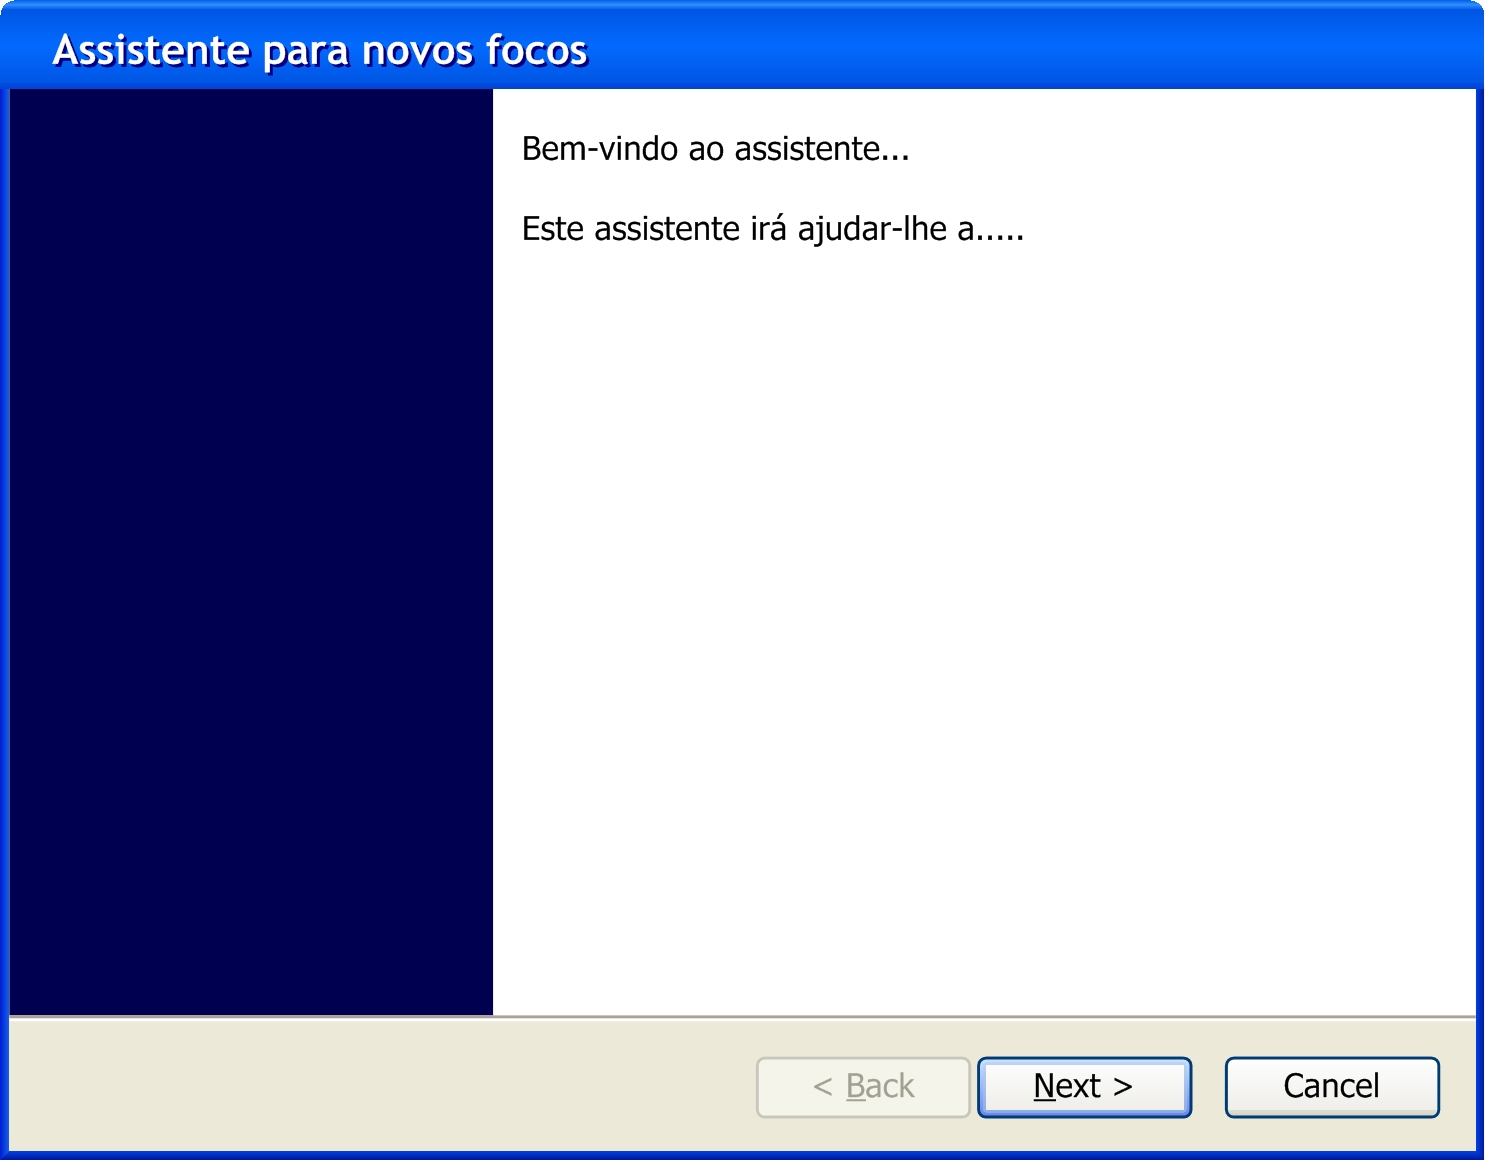 Assistente para novos focos
Bem-vindo ao assistente...
Este assistente irá ajudar-lhe a.....
< Back
Next >
Cancel